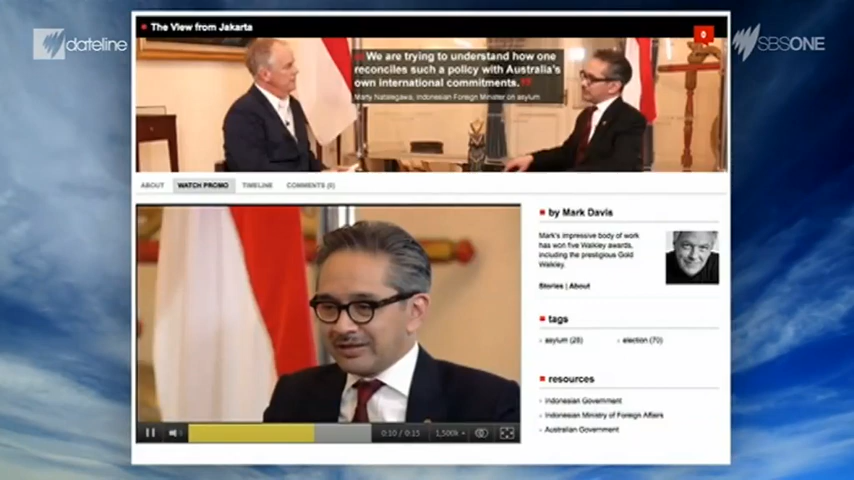 dateline
The View from Jakarta
0
SBSONE
We are trying to understand how one
reconciles such a policy with Australia's
own international commitments.
Marty Natalegawa, Indonesian Foreign Minister on asylum
ABOUT WATCH PROMO TIMELINE COMMENTS (0)
by Mark Davis
Mark's impressive body of work
has won five Walkley awards,
including the prestigious Gold
Walkley.
Stories | About
tags
asylum (28) election (70)
resources
Indonesian Government
Indonesian Ministry of Foreign Affairs
Australian Government
0:10 / 0:15 1,500k